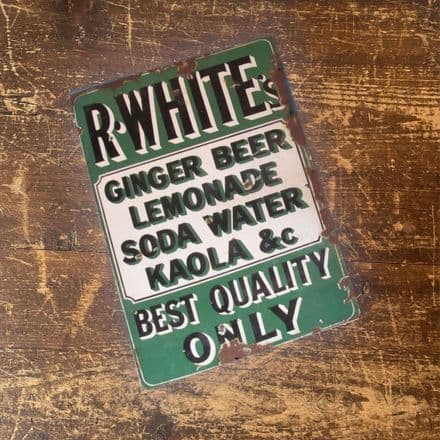 R·WHITE's
GINGER BEER
LEMONADE
SODA WATER
KAOLA &c
BEST QUALITY
ONLY